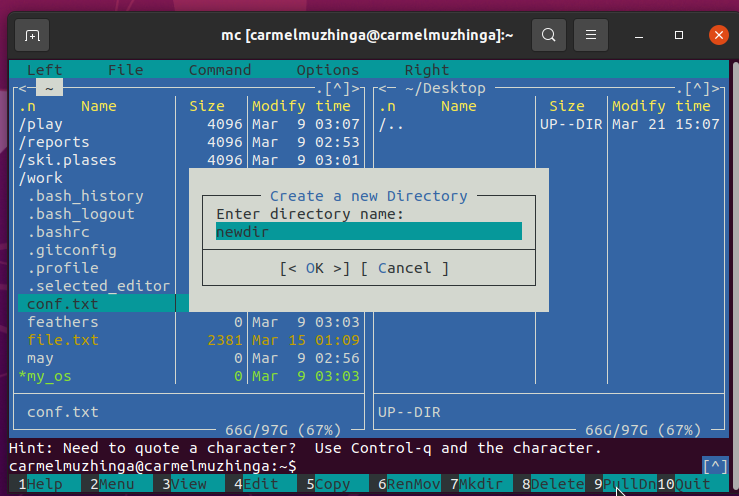 mc [carmelmuzhinga@carmelmuzhinga]:~
Left File Command Options Right
<- ~ .[^]> <- ~/Desktop .[^]>
.n Name Size Modify time .n Name Size Modify time
/play 4096 Mar 9 03:07 /.. UP--DIR Mar 21 15:07
/reports 4096 Mar 9 02:53
/ski.plases 4096 Mar 9 03:01
/work
.bash_history
.bash_logout
.bashrc
.gitconfig
.profile
.selected_editor
conf.txt
Create a new Directory
Enter directory name:
newdir
[< OK >] [ Cancel ]
feathers 0 Mar 9 03:03
file.txt 2381 Mar 15 01:09
may 0 Mar 9 02:56
*my_os 0 Mar 9 03:03
conf.txt UP--DIR
66G/97G (67%) 66G/97G (67%)
Hint: Need to quote a character? Use Control-q and the character.
carmelmuzhinga@carmelmuzhinga:~$ [^]
1Help 2Menu 3View 4Edit 5Copy 6RenMov 7Mkdir 8Delete 9PullDn 10Quit